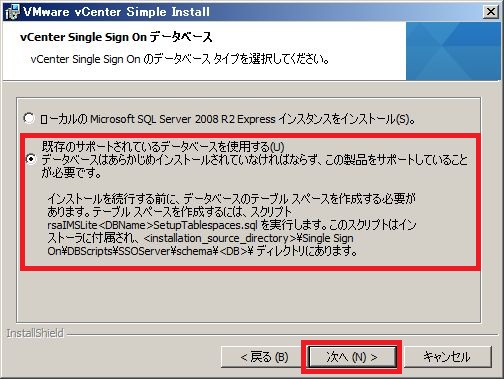 VMware vCenter Simple Install
vCenter Single Sign On データベース
vCenter Single Sign On のデータベース タイプを選択してください。
ローカルの Microsoft SQL Server 2008 R2 Express インスタンスをインストール(S)。
既存のサポートされているデータベースを使用する(U)
データベースはあらかじめインストールされていなければならず、この製品をサポートしていること
が必要です。
インストールを続行する前に、データベースのテーブル スペースを作成する必要が
あります。テーブル スペースを作成するには、スクリプト
rsaIMSLite<DBName>SetupTablespaces.sql を実行します。このスクリプトはイン
ストーラに付属され、<installation_source_directory>¥Single Sign
On¥DBScripts¥SSOServer¥schema¥<DB>¥ ディレクトリにあります。
InstallShield
< 戻る (B)
次へ (N) >
キャンセル